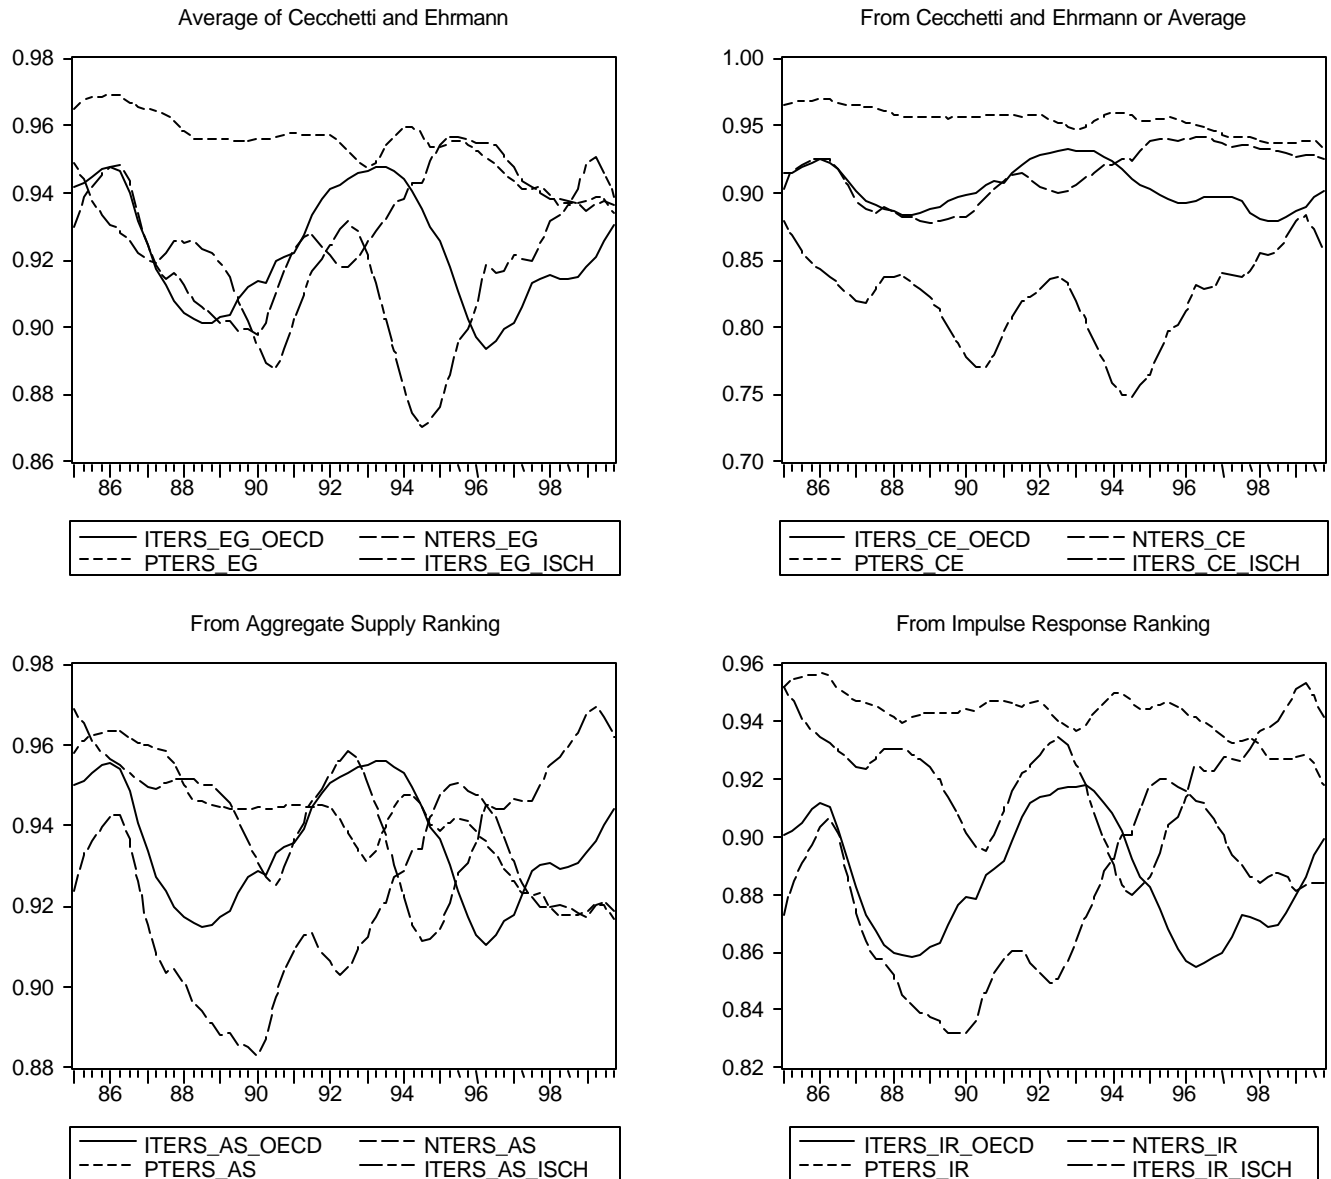 Average of Cecchetti and Ehrmann
0.98
0.96
0.94
0.92
0.90
0.88
0.86
86 88 90 92 94 96 98
ITERS_EG_OECD NTERS_EG
PTERS_EG ITERS_EG_ISCH
From Cecchetti and Ehrmann or Average
1.00
0.95
0.90
0.85
0.80
0.75
0.70
86 88 90 92 94 96 98
ITERS_CE_OECD NTERS_CE
PTERS_CE ITERS_CE_ISCH
From Aggregate Supply Ranking
0.98
0.96
0.94
0.92
0.90
0.88
86 88 90 92 94 96 98
ITERS_AS_OECD NTERS_AS
PTERS_AS ITERS_AS_ISCH
From Impulse Response Ranking
0.96
0.94
0.92
0.90
0.88
0.86
0.84
0.82
86 88 90 92 94 96 98
ITERS_IR_OECD NTERS_IR
PTERS_IR ITERS_IR_ISCH